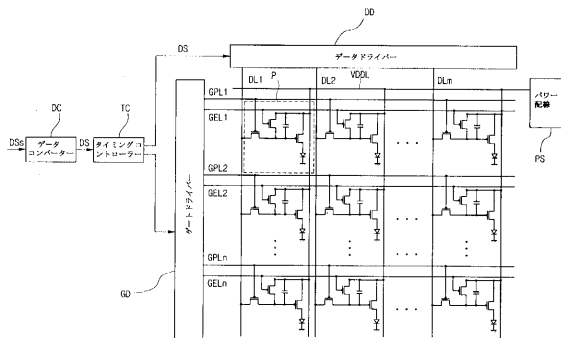 DD
DS
データドライバー
DL1 P DL2 VDDL DLm
GPL1
パワー
配線
DC TC
GEL1
DSs データ
コンバーター DS タイミングコ
ントローラー
PS
GPL2
GEL2
ゲートドライバー
GPLn
GELn
GD